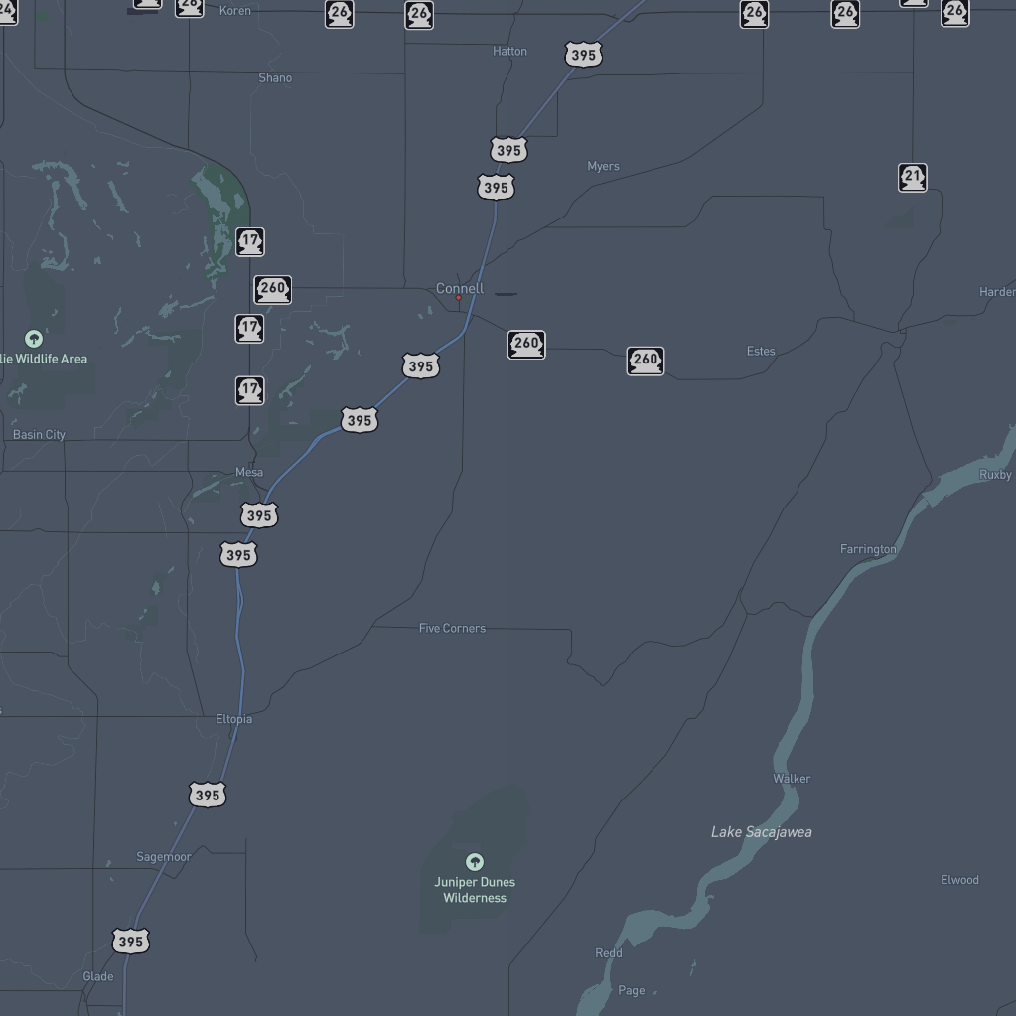 24
26
Koren
26
26
26
26
26
Hatton
395
Shano
395
Myers
21
395
17
260
Connell
Harder
17
lie Wildlife Area
260
Estes
260
395
17
395
Basin City
Mesa
Ruxby
395
395
Farrington
Five Corners
Eltopia
Walker
395
Lake Sacajawea
Sagemoor
Juniper Dunes
Wilderness
Elwood
395
Redd
Glade
Page